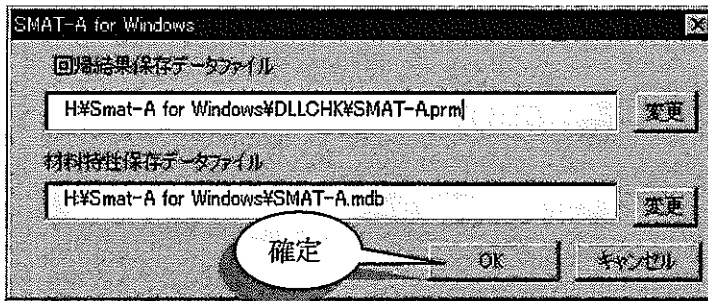 SMAT-A for Windows
回帰結果保存データファイル
H:¥Smat-A for Windows¥DLLCHK¥SMAT-A.prm
変更
材料特性保存データファイル
H:¥Smat-A for Windows¥SMAT-A.mdb
変更
確定
OK
キャンセル